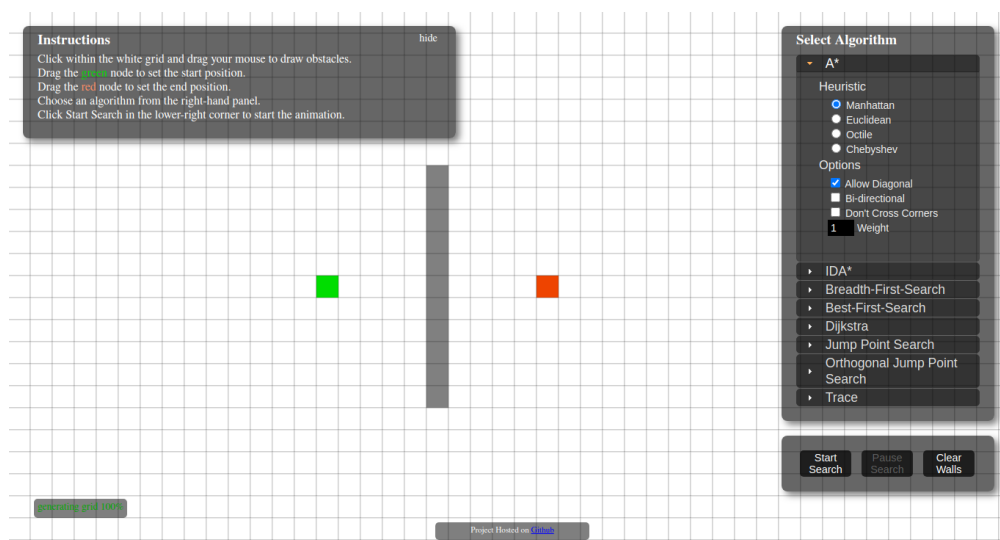 Instructions
hide
Click within the white grid and drag your mouse to draw obstacles.
Drag the green node to set the start position.
Drag the red node to set the end position.
Choose an algorithm from the right-hand panel.
Click Start Search in the lower-right corner to start the animation.
Select Algorithm
A*
Heuristic
Manhattan
Euclidean
Octile
Chebyshev
Options
Allow Diagonal
Bi-directional
Don't Cross Corners
1 Weight
IDA*
Breadth-First-Search
Best-First-Search
Dijkstra
Jump Point Search
Orthogonal Jump Point
Search
Trace
Start
Search
Pause
Search
Clear
Walls
generating grid 100%
Project Hosted on Github